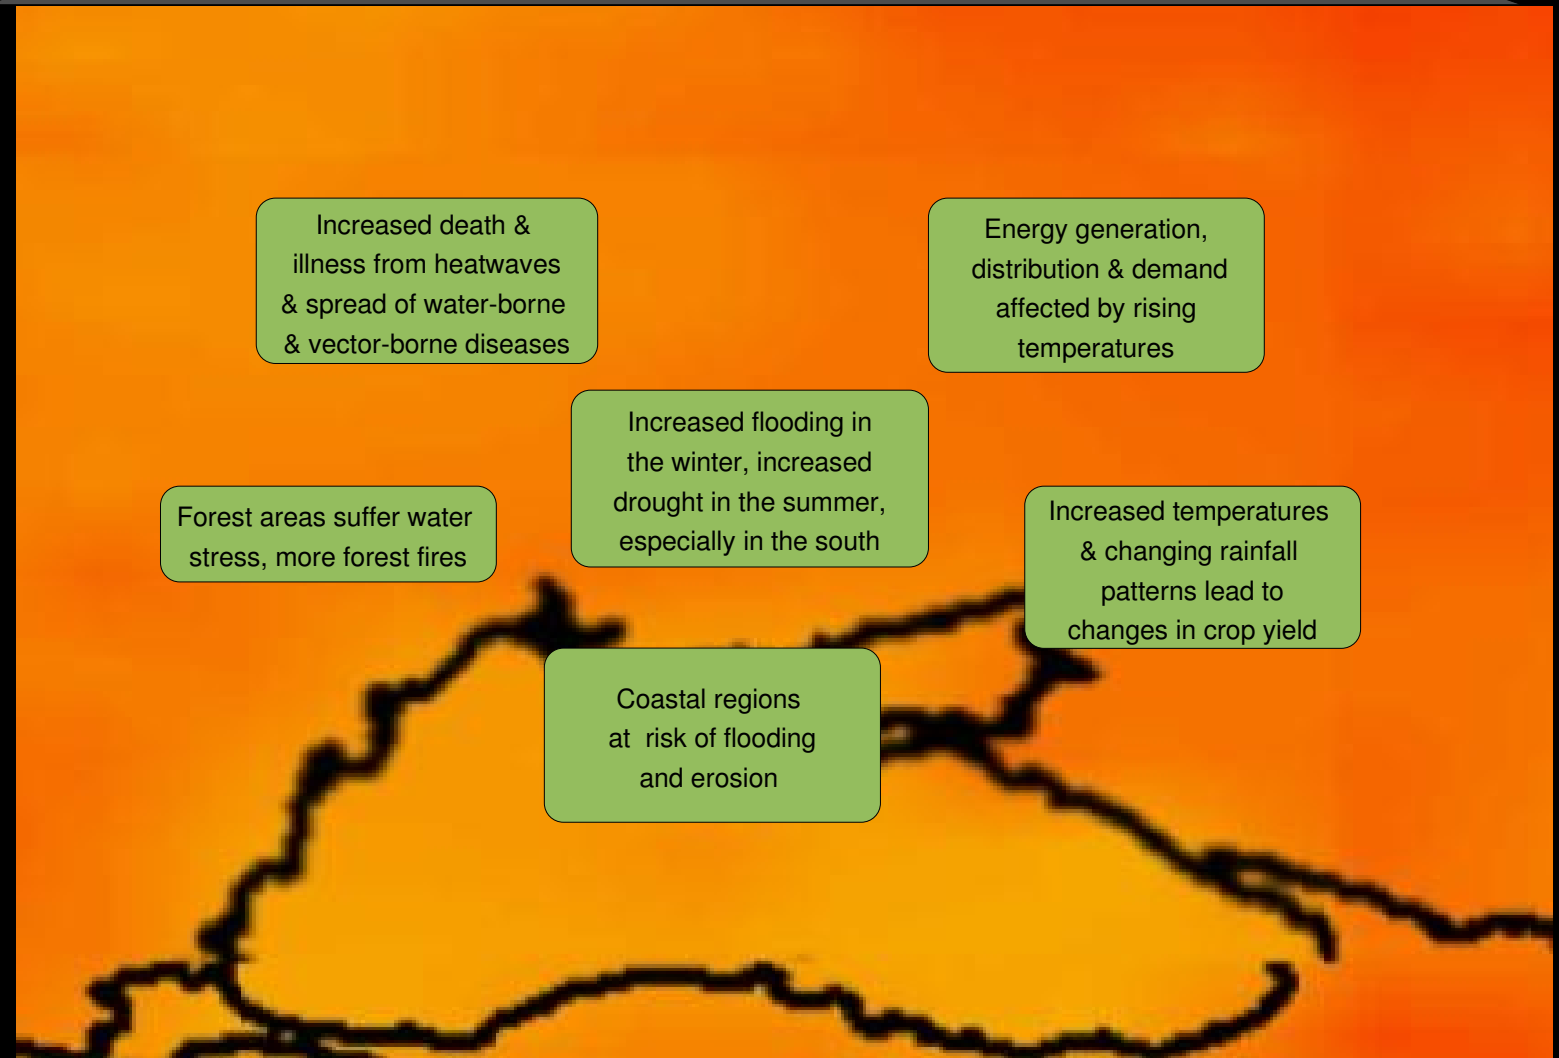 Increased death &
illness from heatwaves
& spread of water-borne
& vector-borne diseases
Energy generation,
distribution & demand
affected by rising
temperatures
Increased flooding in
the winter, increased
drought in the summer,
especially in the south
Forest areas suffer water
stress, more forest fires
Increased temperatures
& changing rainfall
patterns lead to
changes in crop yield
Coastal regions
at  risk of flooding
and erosion